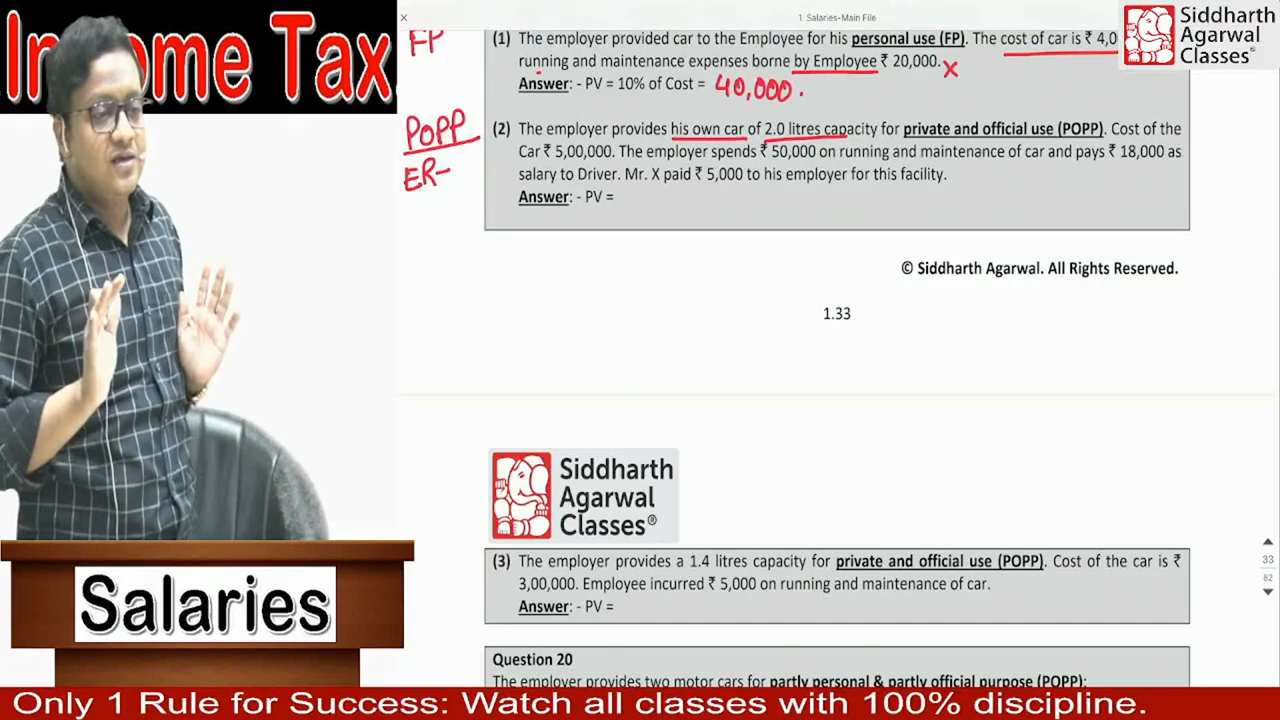 Income Tax
1. Salaries-Main File
Siddharth
Agarwal
Classes®
FP
(1) The employer provided car to the Employee for his personal use (FP). The cost of car is ₹ 4,0
running and maintenance expenses borne by Employee ₹ 20,000. X
Answer: - PV = 10% of Cost = 40,000.
POPP
ER-
(2) The employer provides his own car of 2.0 litres capacity for private and official use (POPP). Cost of the
Car ₹ 5,00,000. The employer spends ₹ 50,000 on running and maintenance of car and pays ₹ 18,000 as
salary to Driver. Mr. X paid ₹ 5,000 to his employer for this facility.
Answer: - PV =
© Siddharth Agarwal. All Rights Reserved.
1.33
Siddharth
Agarwal
Classes®
(3) The employer provides a 1.4 litres capacity for private and official use (POPP). Cost of the car is ₹
3,00,000. Employee incurred ₹ 5,000 on running and maintenance of car.
Answer: - PV =
33
62
Question 20
The employer provides two motor cars for partly personal & partly official purpose (POPP):
Salaries
Only 1 Rule for Success: Watch all classes with 100% discipline.